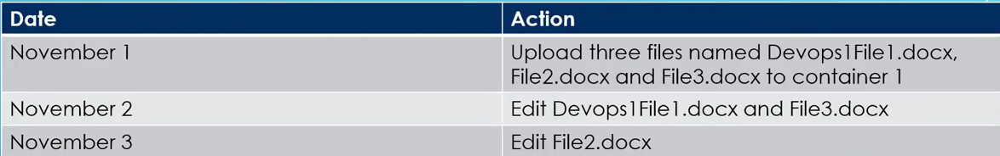 Date Action
November 1 Upload three files named Devops1File1.docx,
File2.docx and File3.docx to container 1
November 2 Edit Devops1File1.docx and File3.docx
November 3 Edit File2.docx